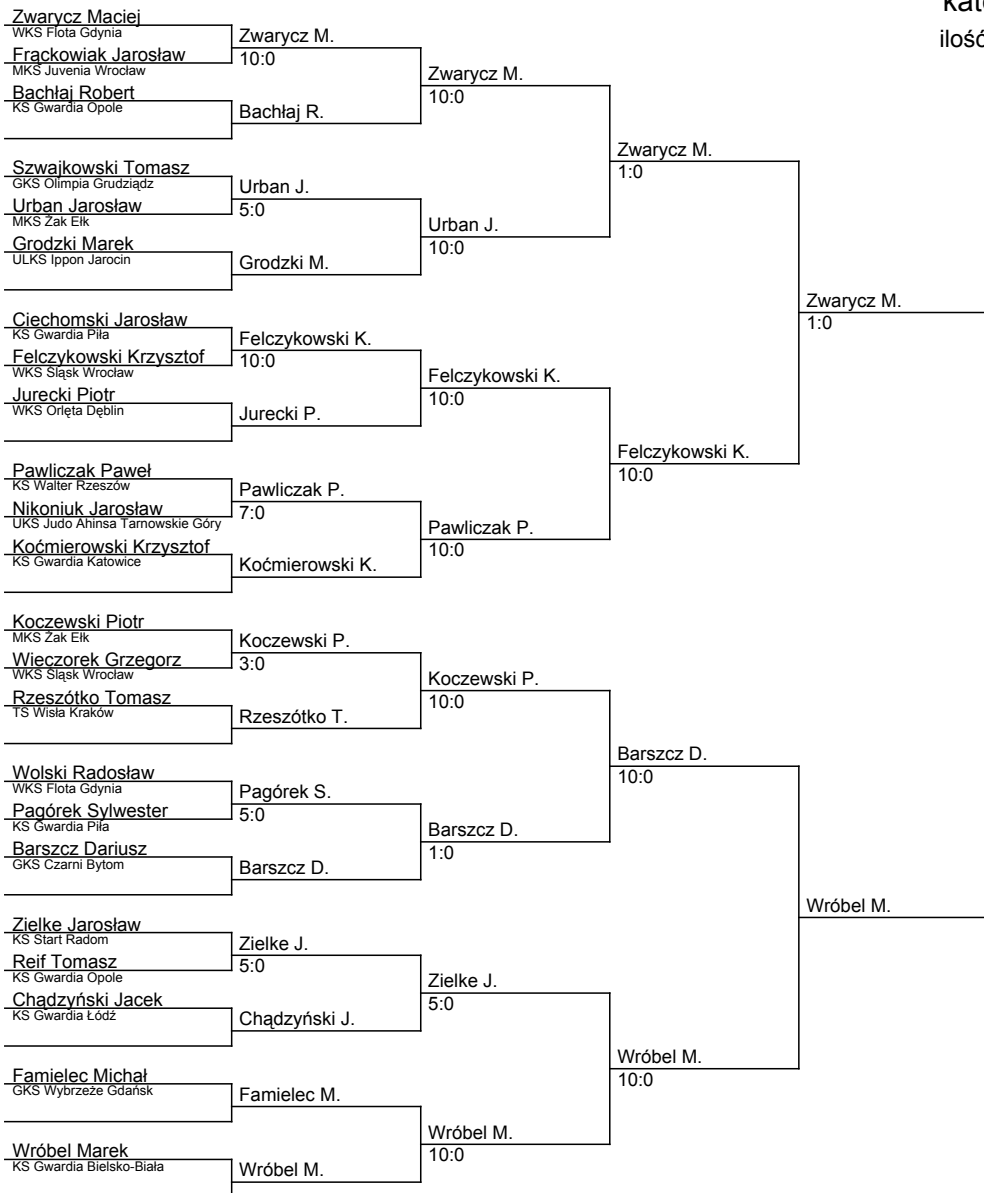 Zwarycz Maciej
WKS Flota Gdynia
Frąckowiak Jarosław
MKS Juvenia Wrocław
Bachłaj Robert
KS Gwardia Opole
Szwajkowski Tomasz
GKS Olimpia Grudziądz
Urban Jarosław
MKS Żak Ełk
Grodzki Marek
ULKS Ippon Jarocin
Ciechomski Jarosław
KS Gwardia Piła
Felczykowski Krzysztof
WKS Śląsk Wrocław
Jurecki Piotr
WKS Orlęta Dęblin
Pawliczak Paweł
KS Walter Rzeszów
Nikoniuk Jarosław
UKS Judo Ahinsa Tarnowskie Góry
Koćmierowski Krzysztof
KS Gwardia Katowice
Koczewski Piotr
MKS Żak Ełk
Wieczorek Grzegorz
WKS Śląsk Wrocław
Rzeszótko Tomasz
TS Wisła Kraków
Wolski Radosław
WKS Flota Gdynia
Pagórek Sylwester
KS Gwardia Piła
Barszcz Dariusz
GKS Czarni Bytom
Zielke Jarosław
KS Start Radom
Reif Tomasz
KS Gwardia Opole
Chądzyński Jacek
KS Gwardia Łódź
Famielec Michał
GKS Wybrzeże Gdańsk
Wróbel Marek
KS Gwardia Bielsko-Biała
Zwarycz M.
10:0
Bachłaj R.
Urban J.
5:0
Grodzki M.
Felczykowski K.
10:0
Jurecki P.
Pawliczak P.
7:0
Koćmierowski K.
Koczewski P.
3:0
Rzeszótko T.
Pagórek S.
5:0
Barszcz D.
Zielke J.
5:0
Chądzyński J.
Famielec M.
Wróbel M.
Zwarycz M.
10:0
Urban J.
10:0
Felczykowski K.
10:0
Pawliczak P.
10:0
Koczewski P.
10:0
Barszcz D.
1:0
Zielke J.
5:0
Wróbel M.
10:0
Zwarycz M.
1:0
Felczykowski K.
10:0
Barszcz D.
10:0
Wróbel M.
10:0
Zwarycz M.
1:0
Wróbel M.
ilość